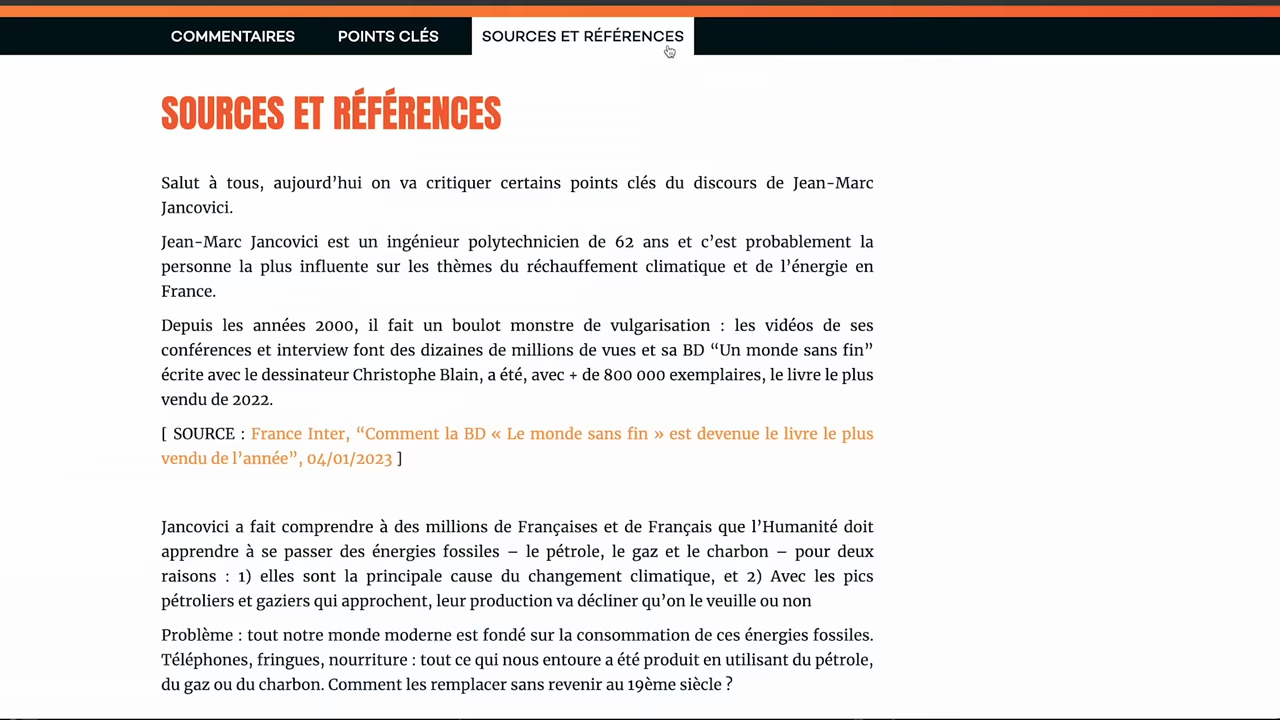 COMMENTAIRES POINTS CLÉS SOURCES ET RÉFÉRENCES
SOURCES ET RÉFÉRENCES
Salut à tous, aujourd’hui on va critiquer certains points clés du discours de Jean-Marc
Jancovici.
Jean-Marc Jancovici est un ingénieur polytechnicien de 62 ans et c’est probablement la
personne la plus influente sur les thèmes du réchauffement climatique et de l’énergie en
France.
Depuis les années 2000, il fait un boulot monstre de vulgarisation : les vidéos de ses
conférences et interview font des dizaines de millions de vues et sa BD “Un monde sans fin”
écrite avec le dessinateur Christophe Blain, a été, avec + de 800 000 exemplaires, le livre le plus
vendu de 2022.
[ SOURCE : France Inter, “Comment la BD « Le monde sans fin » est devenue le livre le plus
vendu de l’année”, 04/01/2023 ]
Jancovici a fait comprendre à des millions de Françaises et de Français que l’Humanité doit
apprendre à se passer des énergies fossiles – le pétrole, le gaz et le charbon – pour deux
raisons : 1) elles sont la principale cause du changement climatique, et 2) Avec les pics
pétroliers et gaziers qui approchent, leur production va décliner qu’on le veuille ou non
Problème : tout notre monde moderne est fondé sur la consommation de ces énergies fossiles.
Téléphones, fringues, nourriture : tout ce qui nous entoure a été produit en utilisant du pétrole,
du gaz ou du charbon. Comment les remplacer sans revenir au 19ème siècle ?